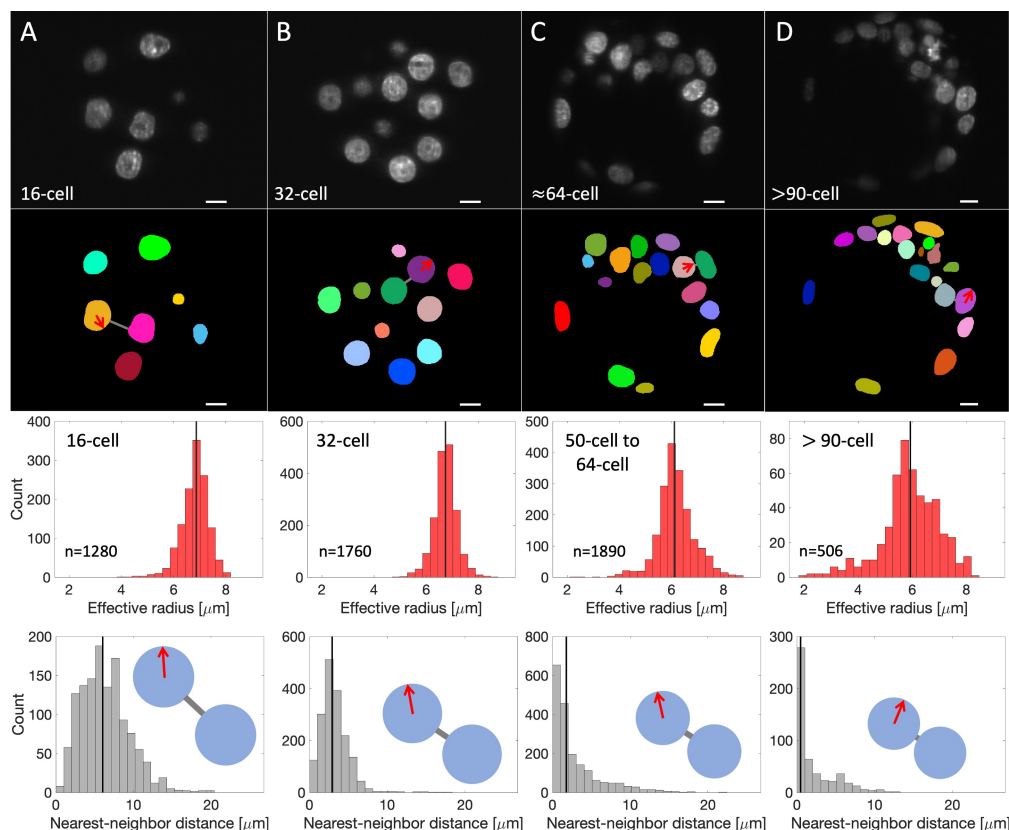 A
B
C
D
16-cell
32-cell
≈64-cell
>90-cell
400
300
200
100
0
Count
16-cell
n=1280
2
4
6
8
Effective radius [μm]
600
400
200
0
32-cell
n=1760
2
4
6
8
Effective radius [μm]
500
400
300
200
100
0
50-cell to
64-cell
n=1890
2
4
6
8
Effective radius [μm]
80
60
40
20
0
> 90-cell
n=506
2
4
6
8
Effective radius [μm]
200
150
100
50
0
Count
0
10
20
Nearest-neighbor distance [μm]
600
400
200
0
0
10
20
Nearest-neighbor distance [μm]
800
600
400
200
0
0
10
20
Nearest-neighbor distance [μm]
300
200
100
0
0
10
20
Nearest-neighbor distance [μm]